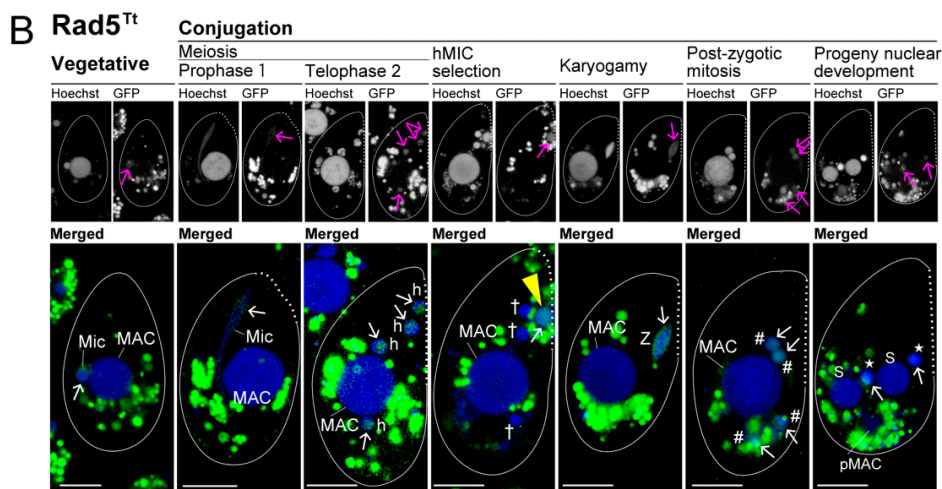 B
Rad5Tt
Conjugation
Meiosis
Vegetative
Prophase 1
Telophase 2
hMIC selection
Karyogamy
Post-zygotic mitosis
Progeny nuclear development
Hoechst GFP Hoechst GFP Hoechst GFP Hoechst GFP Hoechst GFP Hoechst GFP Hoechst GFP
Merged Merged Merged Merged Merged Merged Merged
Mic MAC
Mic
MAC
h
h
h
MAC h
MAC
†
†
†
MAC
Z
MAC
#
#
#
#
★
S S ★
pMAC